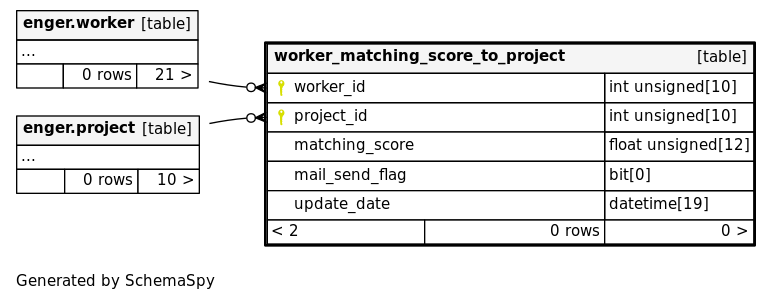 enger.worker [table]
...
0 rows 21 >
enger.project [table]
...
0 rows 10 >
worker_matching_score_to_project [table]
worker_id int unsigned[10]
project_id int unsigned[10]
matching_score float unsigned[12]
mail_send_flag bit[0]
update_date datetime[19]
< 2 0 rows 0 >
Generated by SchemaSpy